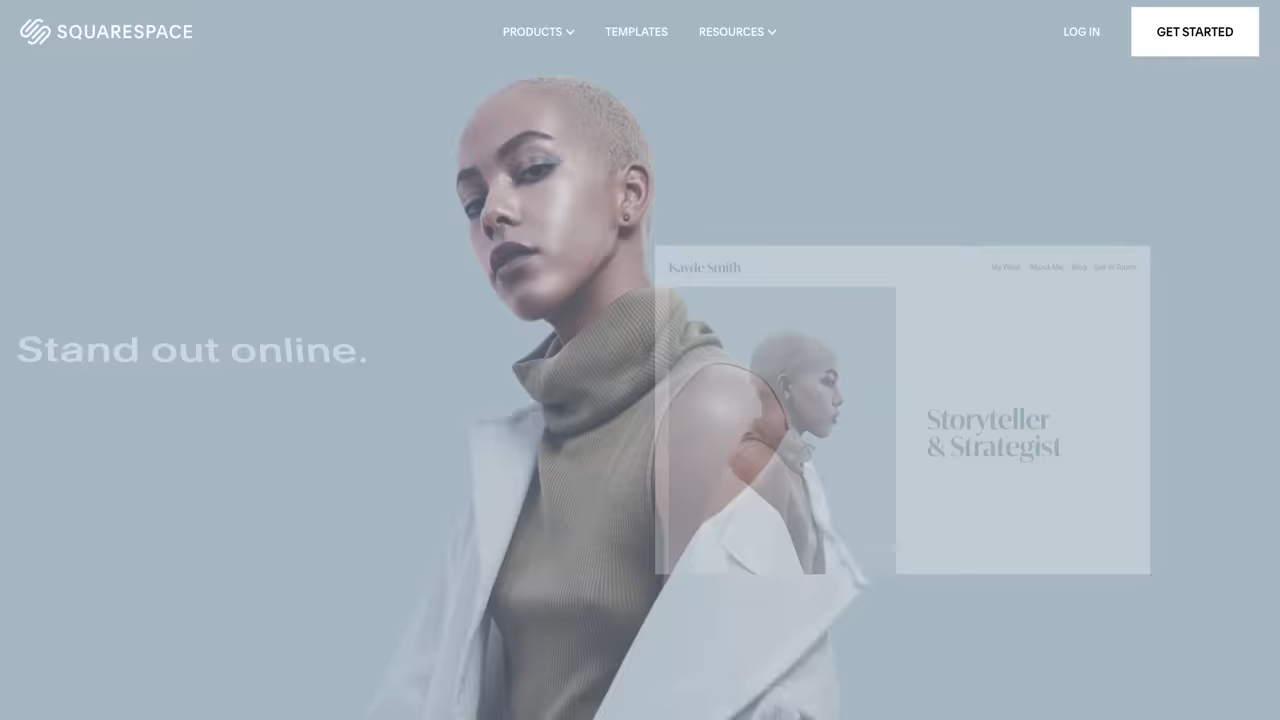 SQUARESPACE
PRODUCTS
TEMPLATES
RESOURCES
LOG IN
GET STARTED
Kayde Smith
My Work
About Me
Blog
Get in Touch
Stand out online.
Storyteller
& Strategist